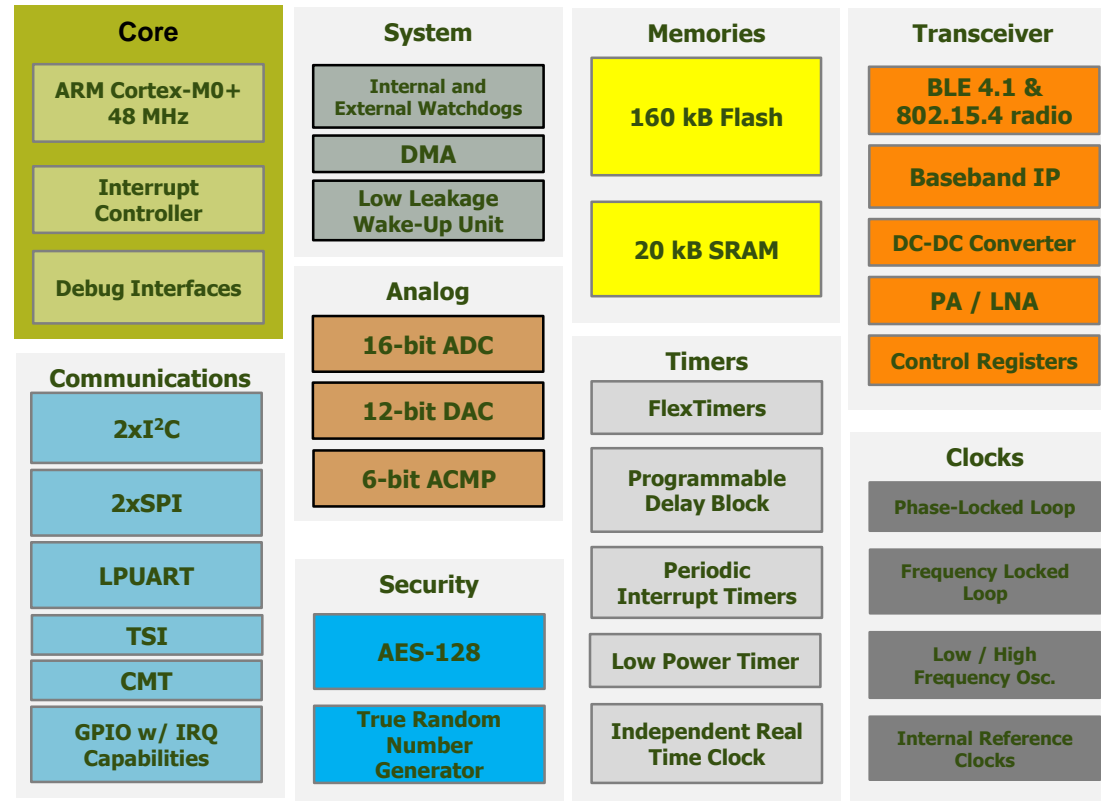 Core
ARM Cortex-M0+
48 MHz
Interrupt
Controller
Debug Interfaces
System
Internal and
External Watchdogs
DMA
Low Leakage
Wake-Up Unit
Memories
160 kB Flash
20 kB SRAM
Transceiver
BLE 4.1 &
802.15.4 radio
Baseband IP
DC-DC Converter
PA / LNA
Control Registers
Communications
2xI²C
2xSPI
LPUART
TSI
CMT
GPIO w/ IRQ
Capabilities
Analog
16-bit ADC
12-bit DAC
6-bit ACMP
Security
AES-128
True Random
Number
Generator
Timers
FlexTimers
Programmable
Delay Block
Periodic
Interrupt Timers
Low Power Timer
Independent Real
Time Clock
Clocks
Phase-Locked Loop
Frequency Locked
Loop
Low / High
Frequency Osc.
Internal Reference
Clocks